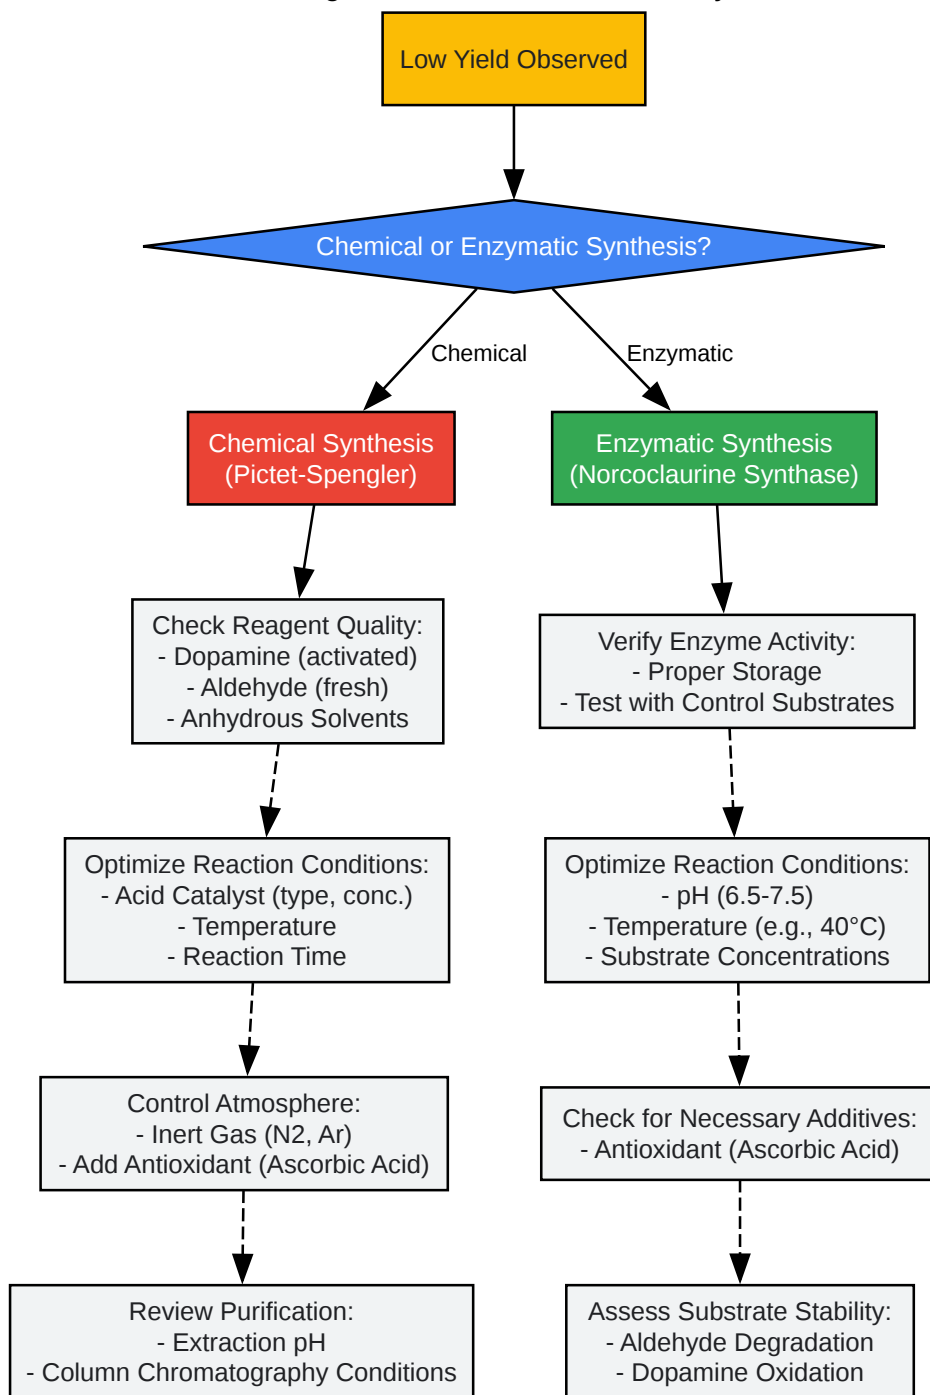 Low Yield Observed
Chemical or Enzymatic Synthesis?
Chemical
Enzymatic
Chemical Synthesis
(Pictet-Spengler)
Enzymatic Synthesis
(Norcoclaurine Synthase)
Check Reagent Quality:
- Dopamine (activated)
- Aldehyde (fresh)
- Anhydrous Solvents
Verify Enzyme Activity:
- Proper Storage
- Test with Control Substrates
Optimize Reaction Conditions:
- Acid Catalyst (type, conc.)
- Temperature
- Reaction Time
Optimize Reaction Conditions:
- pH (6.5-7.5)
- Temperature (e.g., 40°C)
- Substrate Concentrations
Control Atmosphere:
- Inert Gas (N2, Ar)
- Add Antioxidant (Ascorbic Acid)
Check for Necessary Additives:
- Antioxidant (Ascorbic Acid)
Review Purification:
- Extraction pH
- Column Chromatography Conditions
Assess Substrate Stability:
- Aldehyde Degradation
- Dopamine Oxidation